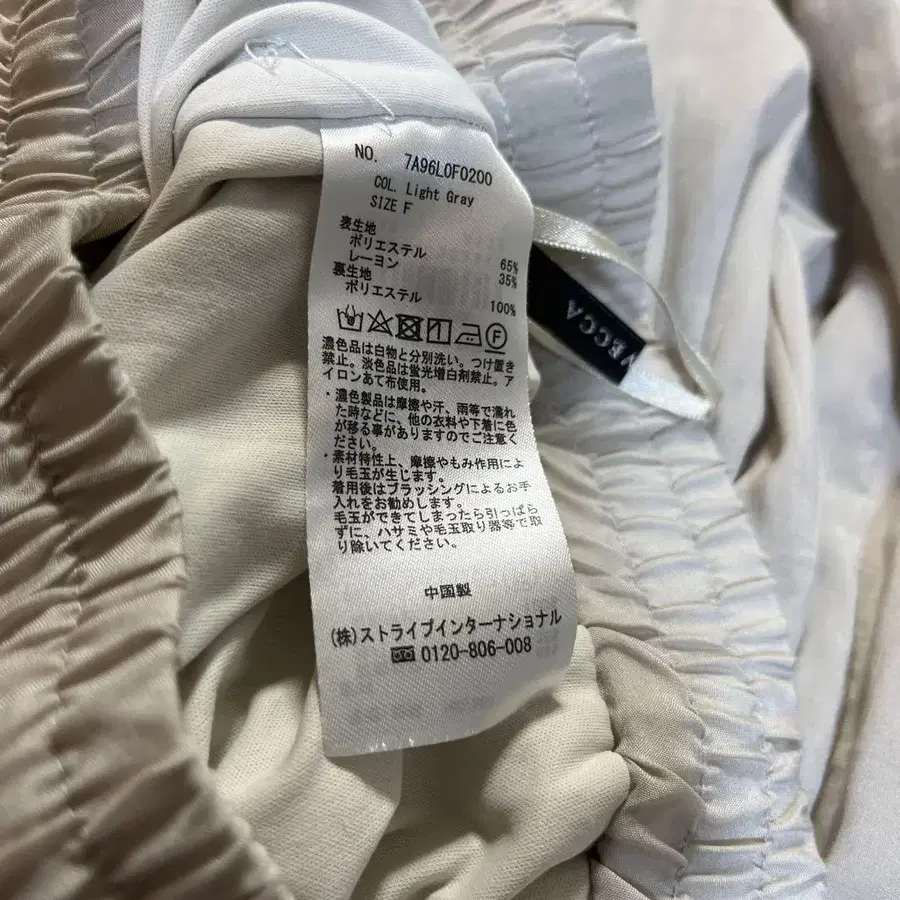 NO. 7A96L0F0200
COL. Light Gray
SIZE F
表生地
ポリエステル 65%
レーヨン 35%
裏生地
ポリエステル 100%
濃色品は白物と分別洗い。つけ置き
禁止。淡色品は蛍光増白剤禁止。ア
イロンあて布使用。
・濃色製品は摩擦や汗、雨等で濡れ
た時などに、他の衣料や下着に色
が移る事がありますのでご注意く
ださい。
・素材特性上、摩擦やもみ作用によ
り毛玉が生じます。
着用後はブラッシングによるお手
入れをお勧めします。
毛玉ができてしまったら引っぱら
ずに、ハサミや毛玉取り器等で取
り除いてください。
中国製
(株)ストライプインターナショナル
0120-806-008
VECCA